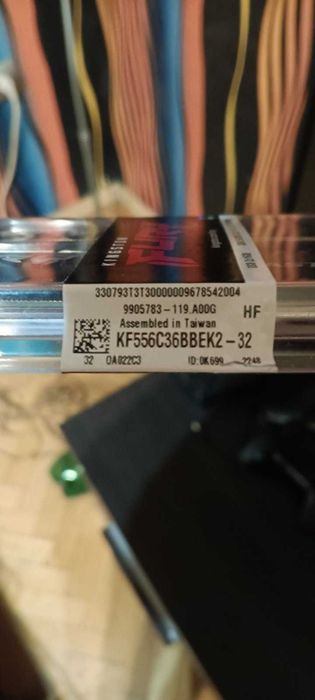 KINGSTON
FURY
330793T3T30000009678542004
9905783-119.A00G
HF
Assembled in Taiwan
KF556C36BBEK2-32
32 0A022C3 ID:0K699 2248